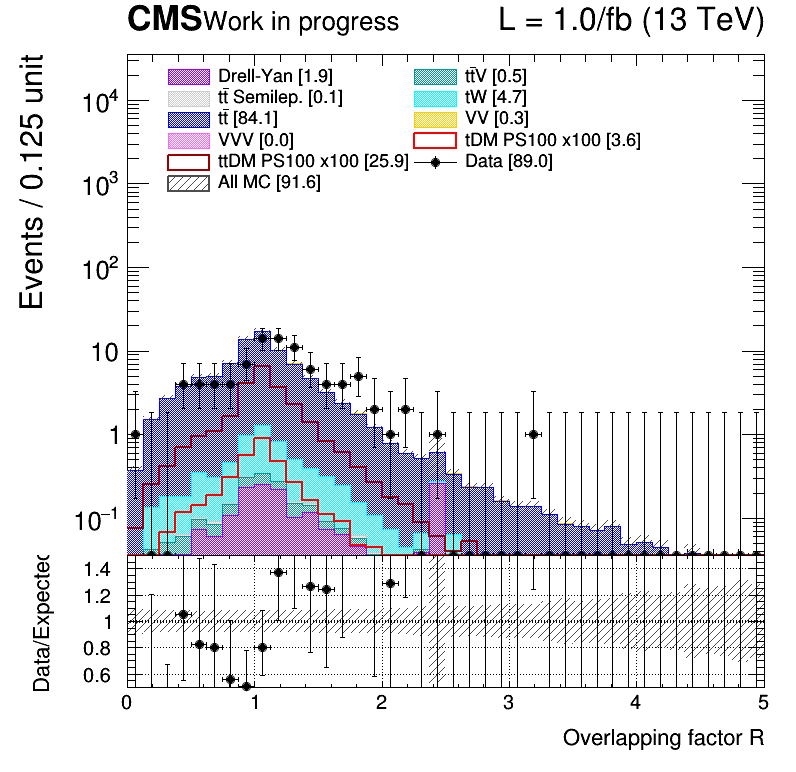 CMS Work in progress L = 1.0/fb (13 TeV)
Drell-Yan [1.9] tt̄V [0.5]
tt̄ Semilep. [0.1] tW [4.7]
tt̄ [84.1] VV [0.3]
VVV [0.0] tDM PS100 x100 [3.6]
ttDM PS100 x100 [25.9] Data [89.0]
All MC [91.6]
Events / 0.125 unit
10⁴
10³
10²
10
1
10⁻¹
Data/Expected
1.4
1.2
1
0.8
0.6
0 1 2 3 4 5
Overlapping factor R